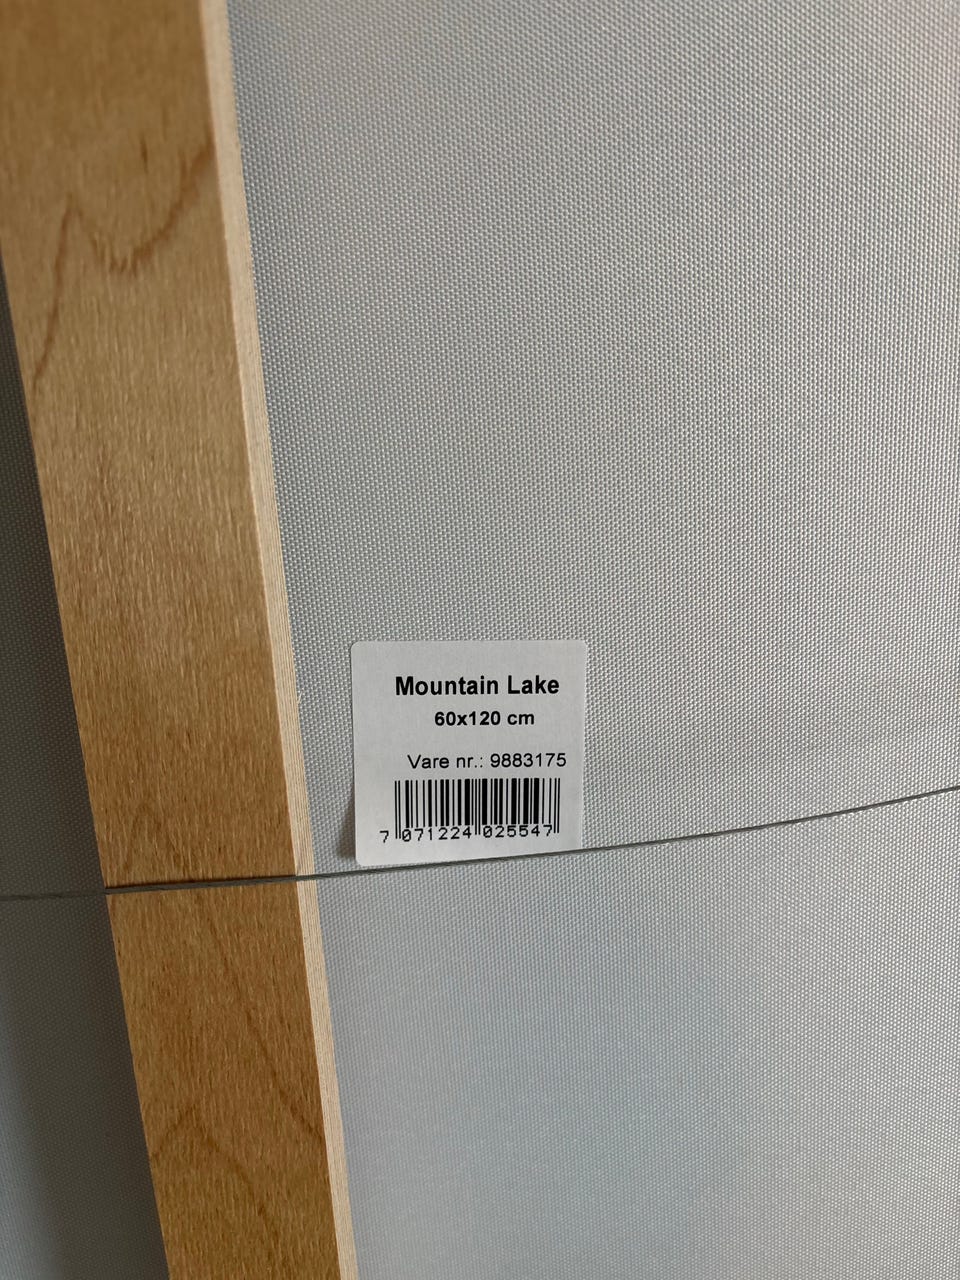 Mountain Lake
60x120 cm
Vare nr.: 9883175
7 071224 025547